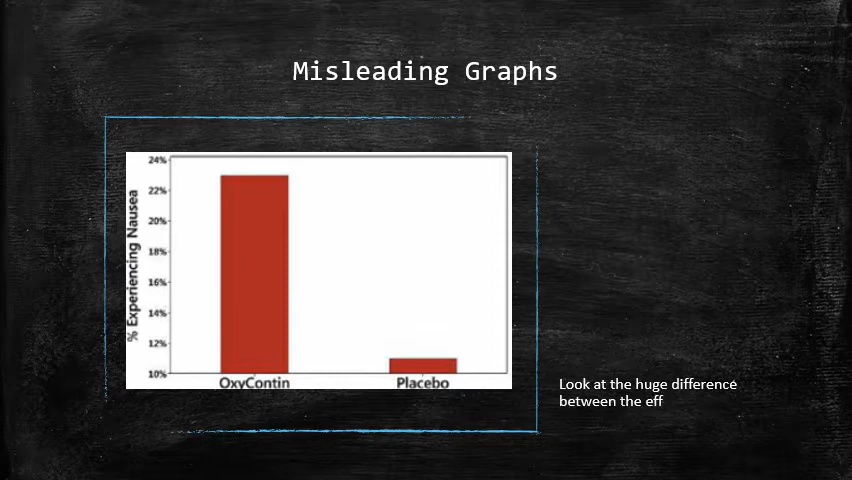 Misleading Graphs
24%
22%
20%
18%
16%
14%
12%
10%
% Experiencing Nausea
OxyContin
Placebo
Look at the huge difference
between the eff